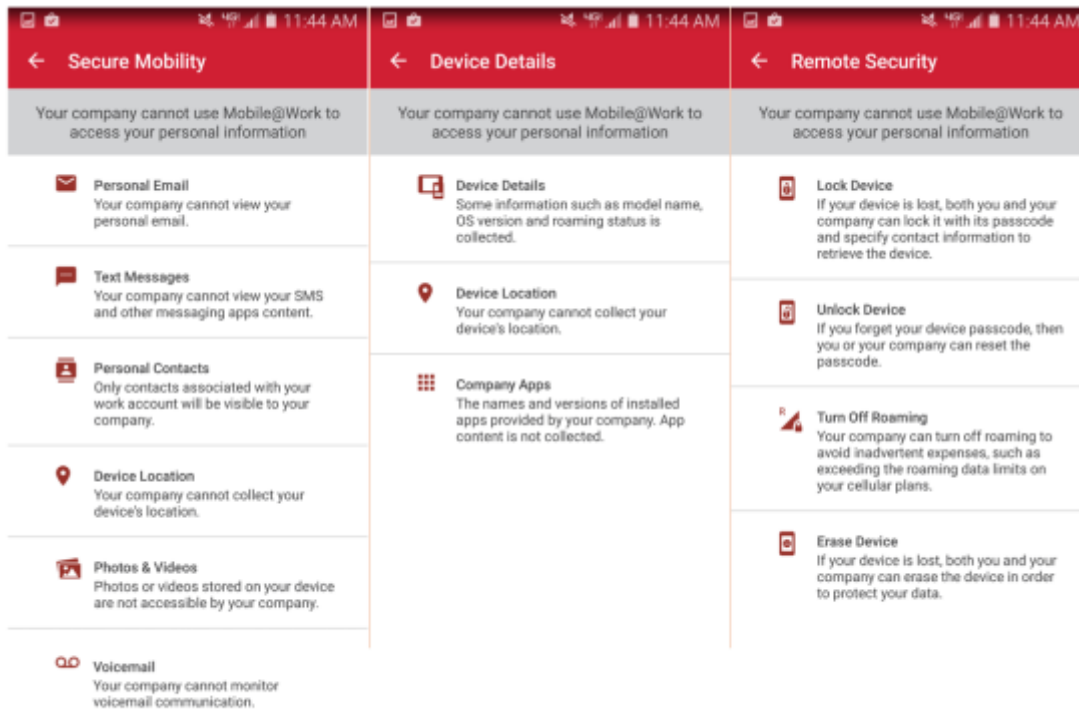 11:44 AM
Secure Mobility
Your company cannot use Mobile@Work to
access your personal information
Personal Email
Your company cannot view your
personal email.
Text Messages
Your company cannot view your SMS
and other messaging apps content.
Personal Contacts
Only contacts associated with your
work account will be visible to your
company.
Device Location
Your company cannot collect your
device's location.
Photos & Videos
Photos or videos stored on your device
are not accessible by your company.
Voicemail
Your company cannot monitor
voicemail communication.
11:44 AM
Device Details
Your company cannot use Mobile@Work to
access your personal information
Device Details
Some information such as model name,
OS version and roaming status is
collected.
Device Location
Your company cannot collect your
device's location.
Company Apps
The names and versions of installed
apps provided by your company. App
content is not collected.
11:44 AM
Remote Security
Your company cannot use Mobile@Work to
access your personal information
Lock Device
If your device is lost, both you and your
company can lock it with its passcode
and specify contact information to
retrieve the device.
Unlock Device
If you forget your device passcode, then
you or your company can reset the
passcode.
R
Turn Off Roaming
Your company can turn off roaming to
avoid inadvertent expenses, such as
exceeding the roaming data limits on
your cellular plans.
Erase Device
If your device is lost, both you and your
company can erase the device in order
to protect your data.